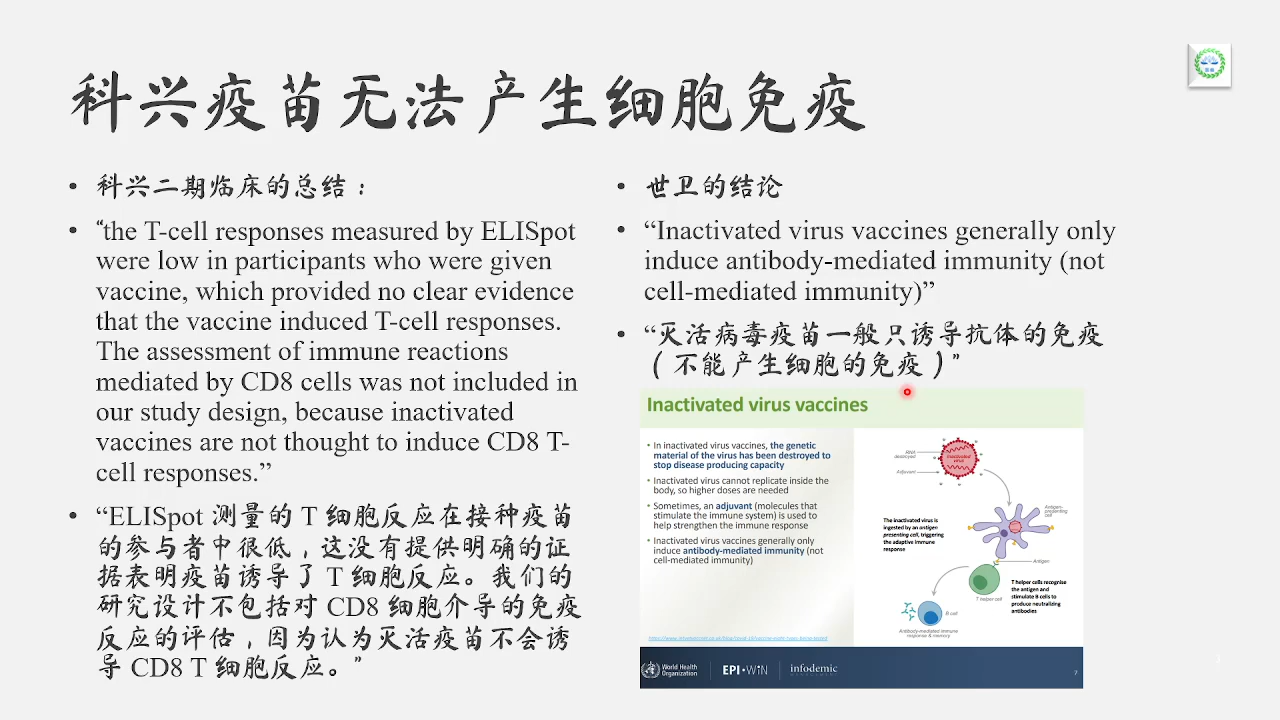 科兴疫苗无法产生细胞免疫
• 科兴二期临床的总结：
• “the T-cell responses measured by ELISpot
were low in participants who were given
vaccine, which provided no clear evidence
that the vaccine induced T-cell responses.
The assessment of immune reactions
mediated by CD8 cells was not included in
our study design, because inactivated
vaccines are not thought to induce CD8 T-
cell responses.”
• “ELISpot 测量的 T 细胞反应在接种疫苗
的参与者中很低，这没有提供明确的证
据表明疫苗诱导了 T 细胞反应。我们的
研究设计不包括对 CD8 细胞介导的免疫
反应的评估，因为认为灭活疫苗不会诱
导 CD8 T 细胞反应。”
• 世卫的结论
• “Inactivated virus vaccines generally only
induce antibody-mediated immunity (not
cell-mediated immunity)”
• “灭活病毒疫苗一般只诱导抗体的免疫
（不能产生细胞的免疫）”
Inactivated virus vaccines
• In inactivated virus vaccines, the genetic
material of the virus has been destroyed to
stop disease producing capacity
• Inactivated virus cannot replicate inside the
body, so higher doses are needed
• Sometimes, an adjuvant (molecules that
stimulate the immune system) is used to
help strengthen the immune response
• Inactivated virus vaccines generally only
induce antibody-mediated immunity (not
cell-mediated immunity)
RNA
destroyed
Inactivated
virus
Adjuvant
Antigen-
presenting
cell
The inactivated virus is
ingested by an antigen
presenting cell, triggering
the adaptive immune
response
Antigen
T helper cell
T helper cells recognise
the antigen and
stimulate B cells to
produce neutralizing
antibodies
B cell
Antibody-mediated immune
response & memory
World Health
Organization
EPI•WiN
infodemic
MANAGEMENT
7